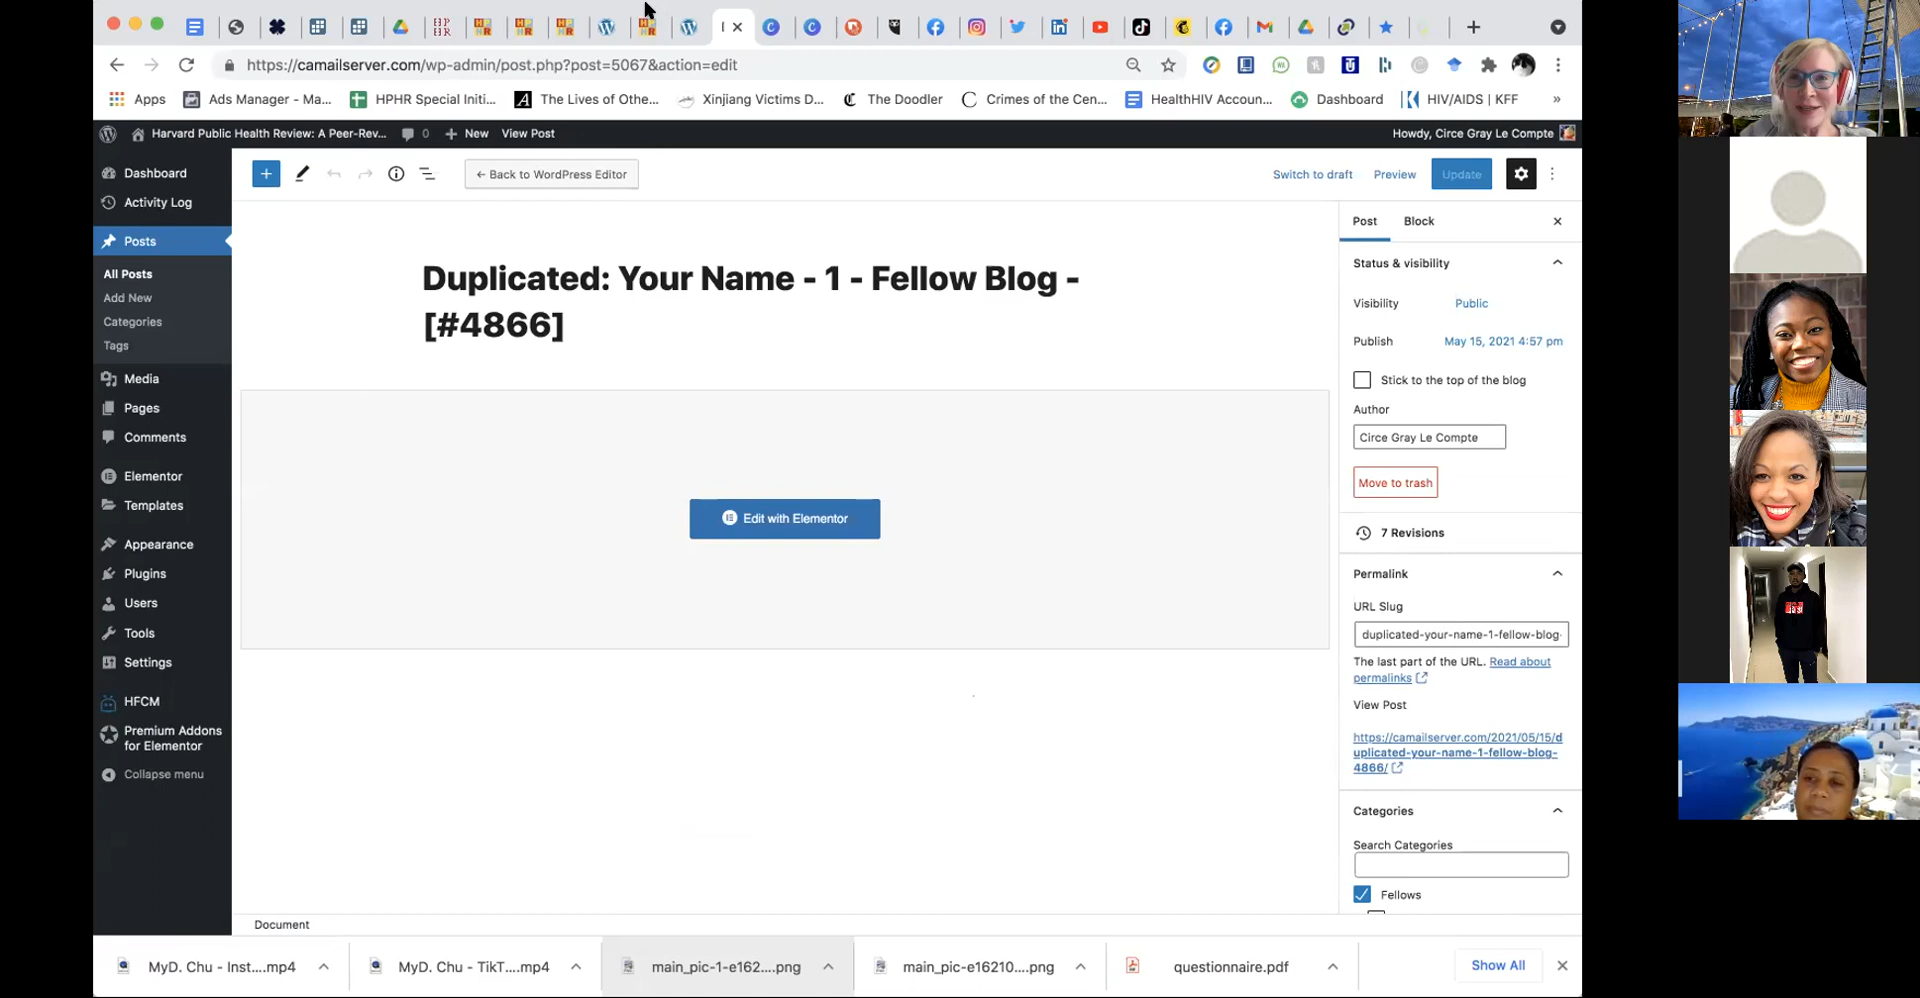 https://camailserver.com/wp-admin/post.php?post=5067&action=edit
Apps
Ads Manager - Ma...
HPHR Special Initi...
The Lives of Othe...
Xinjiang Victims D...
The Doodler
Crimes of the Cen...
HealthHIV Accoun...
Dashboard
HIV/AIDS | KFF
»
Harvard Public Health Review: A Peer-Rev...
0
+ New
View Post
Howdy, Circe Gray Le Compte
Dashboard
Activity Log
Posts
All Posts
Add New
Categories
Tags
Media
Pages
Comments
Elementor
Templates
Appearance
Plugins
Users
Tools
Settings
HFCM
Premium Addons
for Elementor
Collapse menu
← Back to WordPress Editor
Switch to draft
Preview
Update
Duplicated: Your Name - 1 - Fellow Blog -
[#4866]
Edit with Elementor
Post
Block
Status & visibility
Visibility
Public
Publish
May 15, 2021 4:57 pm
Stick to the top of the blog
Author
Circe Gray Le Compte
Move to trash
7 Revisions
Permalink
URL Slug
duplicated-your-name-1-fellow-blog-
The last part of the URL. Read about
permalinks
View Post
https://camailserver.com/2021/05/15/d
uplicated-your-name-1-fellow-blog-
4866/
Categories
Search Categories
Fellows
Document
MyD. Chu - Inst....mp4
MyD. Chu - TikT....mp4
main_pic-1-e162....png
main_pic-e16210....png
questionnaire.pdf
Show All